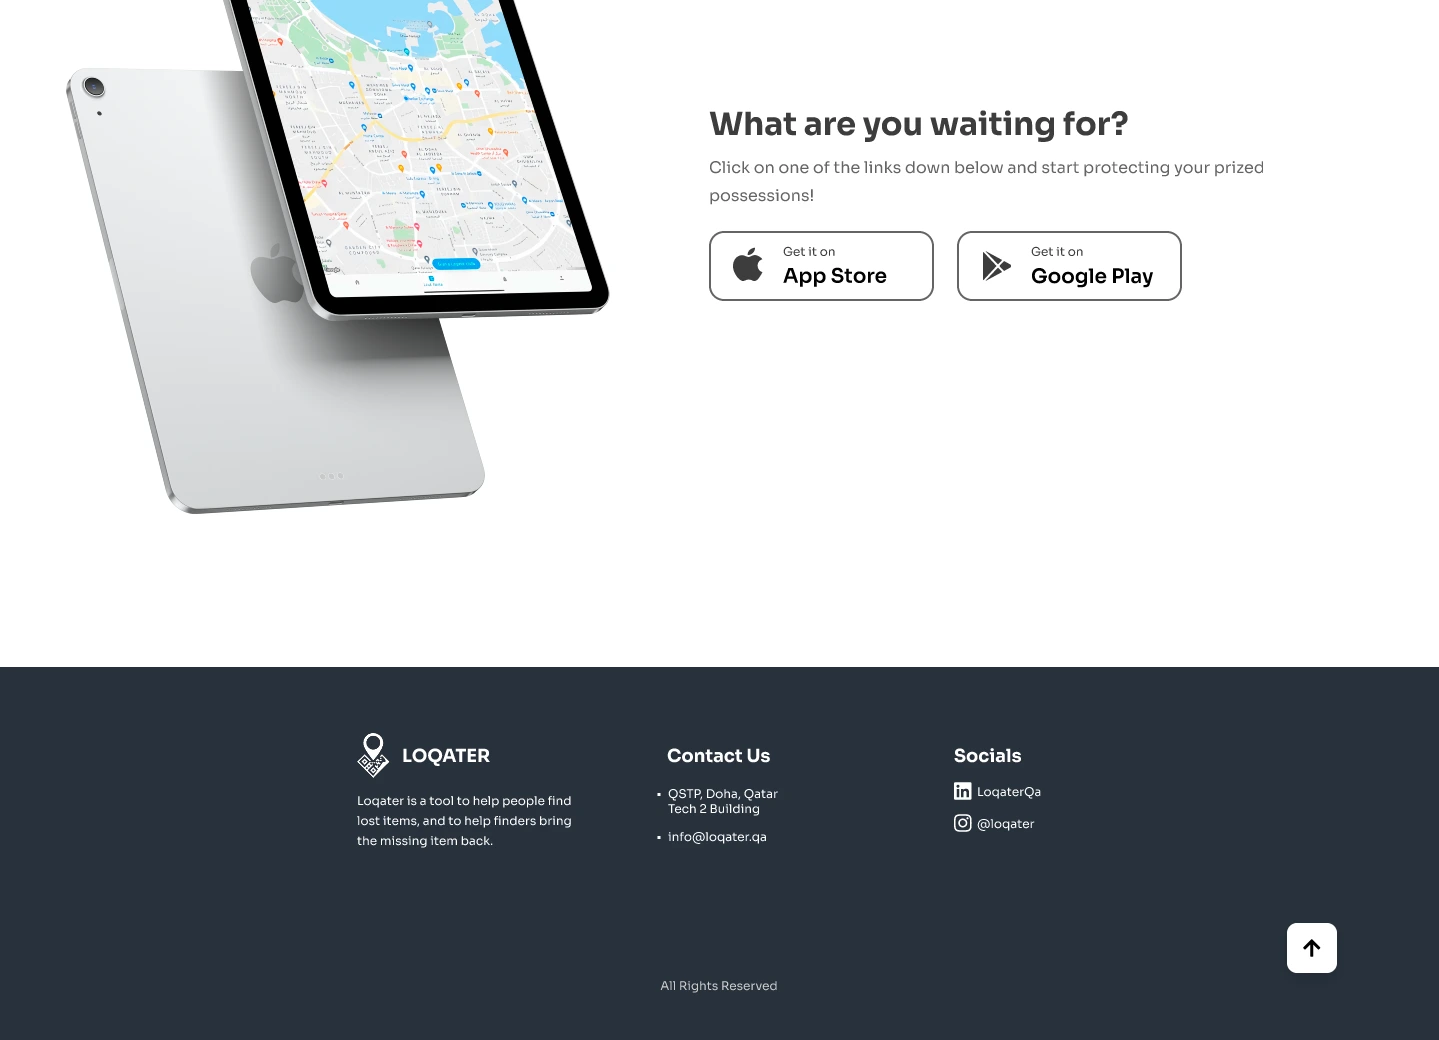 What are you waiting for?
Click on one of the links down below and start protecting your prized
possessions!
Get it on
App Store
Get it on
Google Play
LOQATER
Loqater is a tool to help people find
lost items, and to help finders bring
the missing item back.
Contact Us
QSTP, Doha, Qatar
Tech 2 Building
info@loqater.qa
Socials
LoqaterQa
@loqater
All Rights Reserved